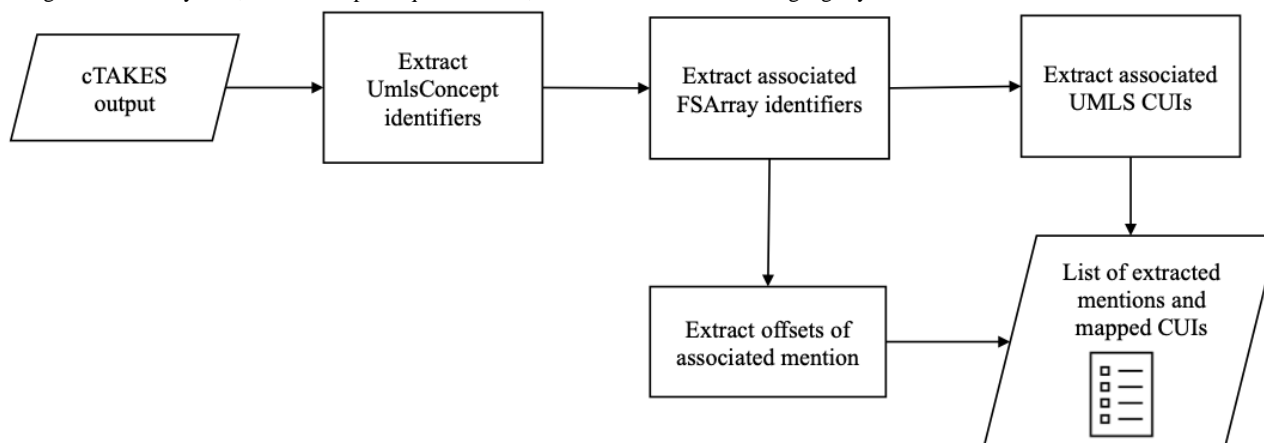 cTAKES
output
Extract
UmlsConcept
identifiers
Extract associated
FSArray identifiers
Extract associated
UMLS CUIs
Extract offsets of
associated mention
List of extracted
mentions and
mapped CUIs